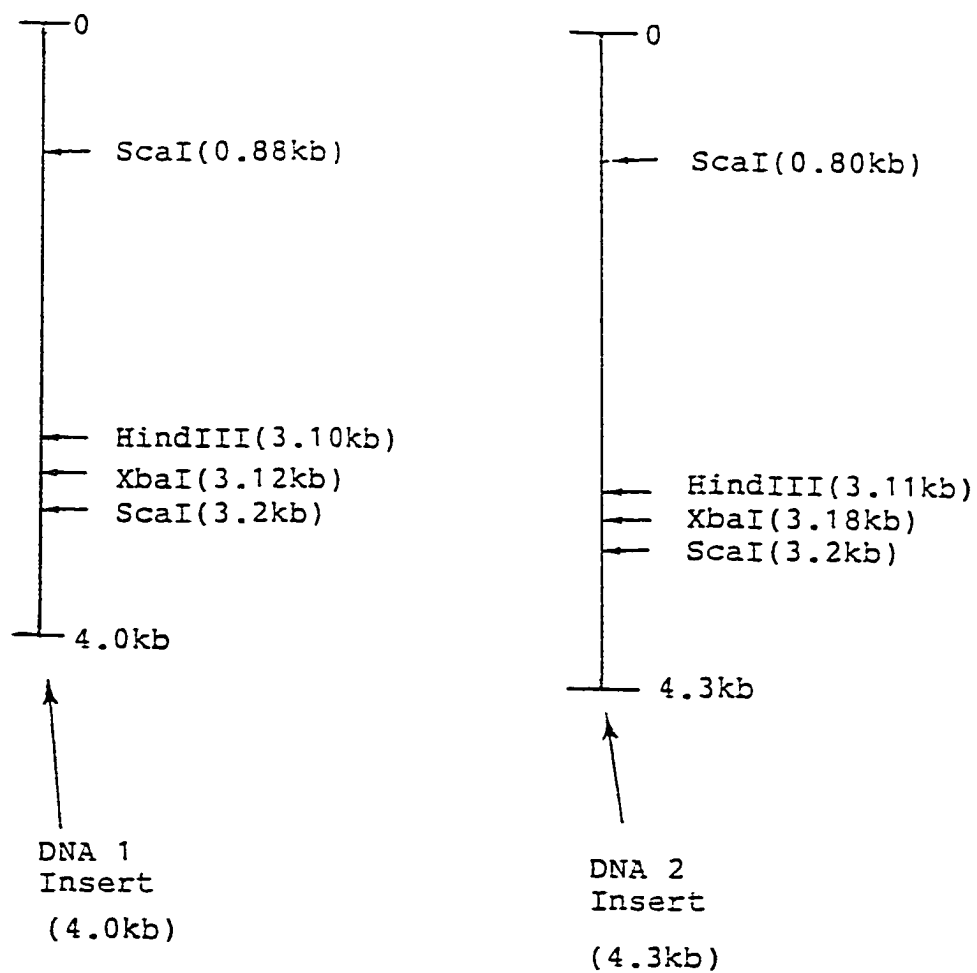 0
ScaI(0.88kb)
HindIII(3.10kb)
XbaI(3.12kb)
ScaI(3.2kb)
4.0kb
DNA 1
Insert
(4.0kb)
0
ScaI(0.80kb)
HindIII(3.11kb)
XbaI(3.18kb)
ScaI(3.2kb)
4.3kb
DNA 2
Insert
(4.3kb)